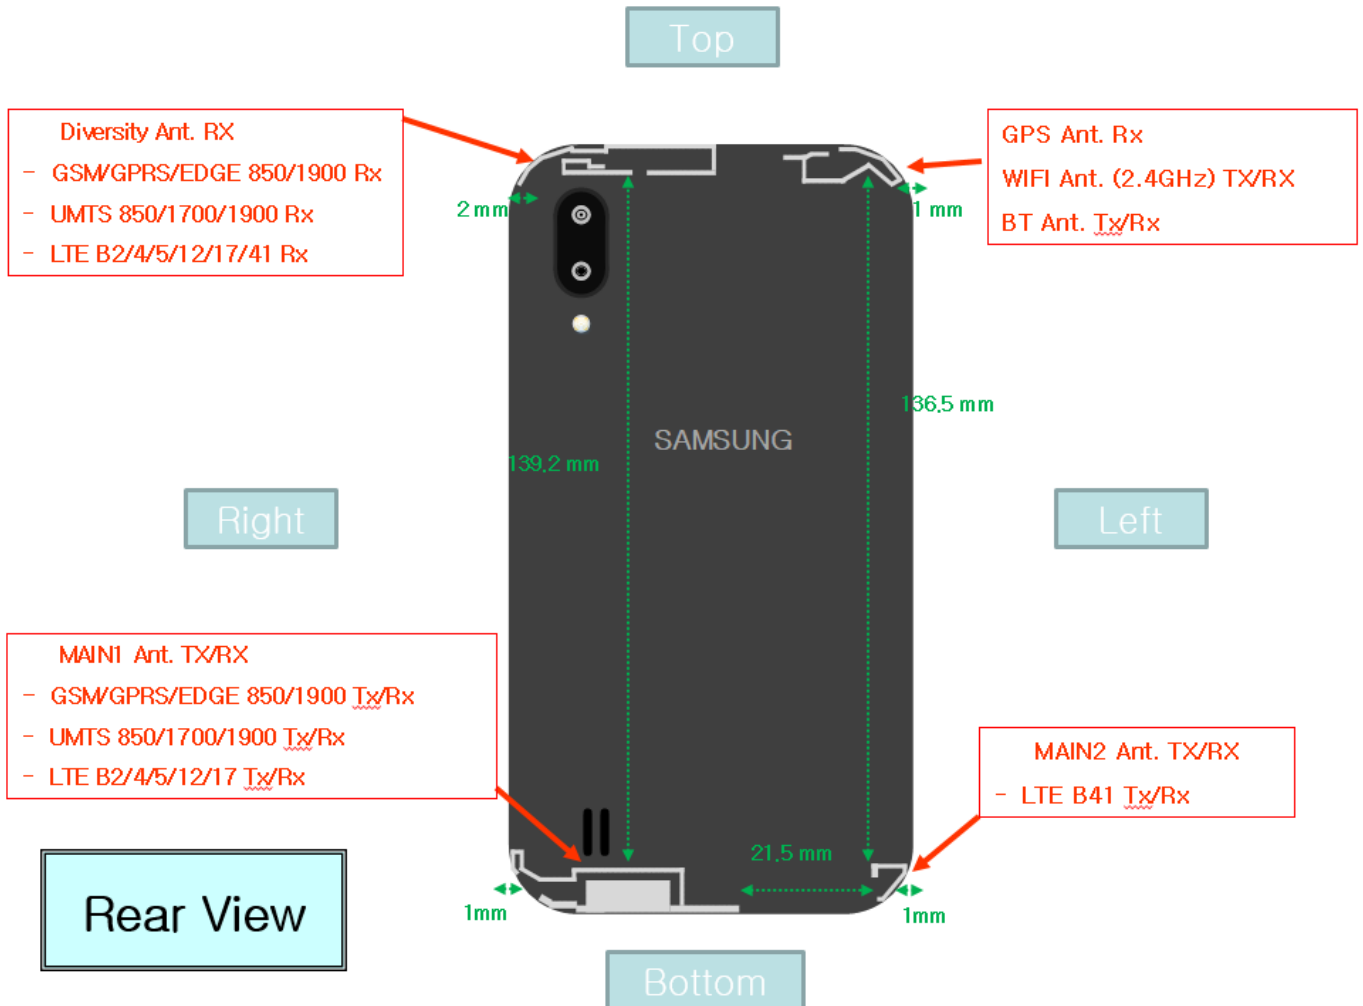 Top
Diversity Ant. RX
- GSM/GPRS/EDGE 850/1900 Rx
- UMTS 850/1700/1900 Rx
- LTE B2/4/5/12/17/41 Rx
GPS Ant. Rx
WIFI Ant. (2.4GHz) TX/RX
BT Ant. Tx/Rx
2 mm
1 mm
136.5 mm
SAMSUNG
139.2 mm
Right
Left
MAIN1 Ant. TX/RX
- GSM/GPRS/EDGE 850/1900 Tx/Rx
- UMTS 850/1700/1900 Tx/Rx
- LTE B2/4/5/12/17 Tx/Rx
MAIN2 Ant. TX/RX
- LTE B41 Tx/Rx
21.5 mm
1mm
1mm
Rear View
Bottom